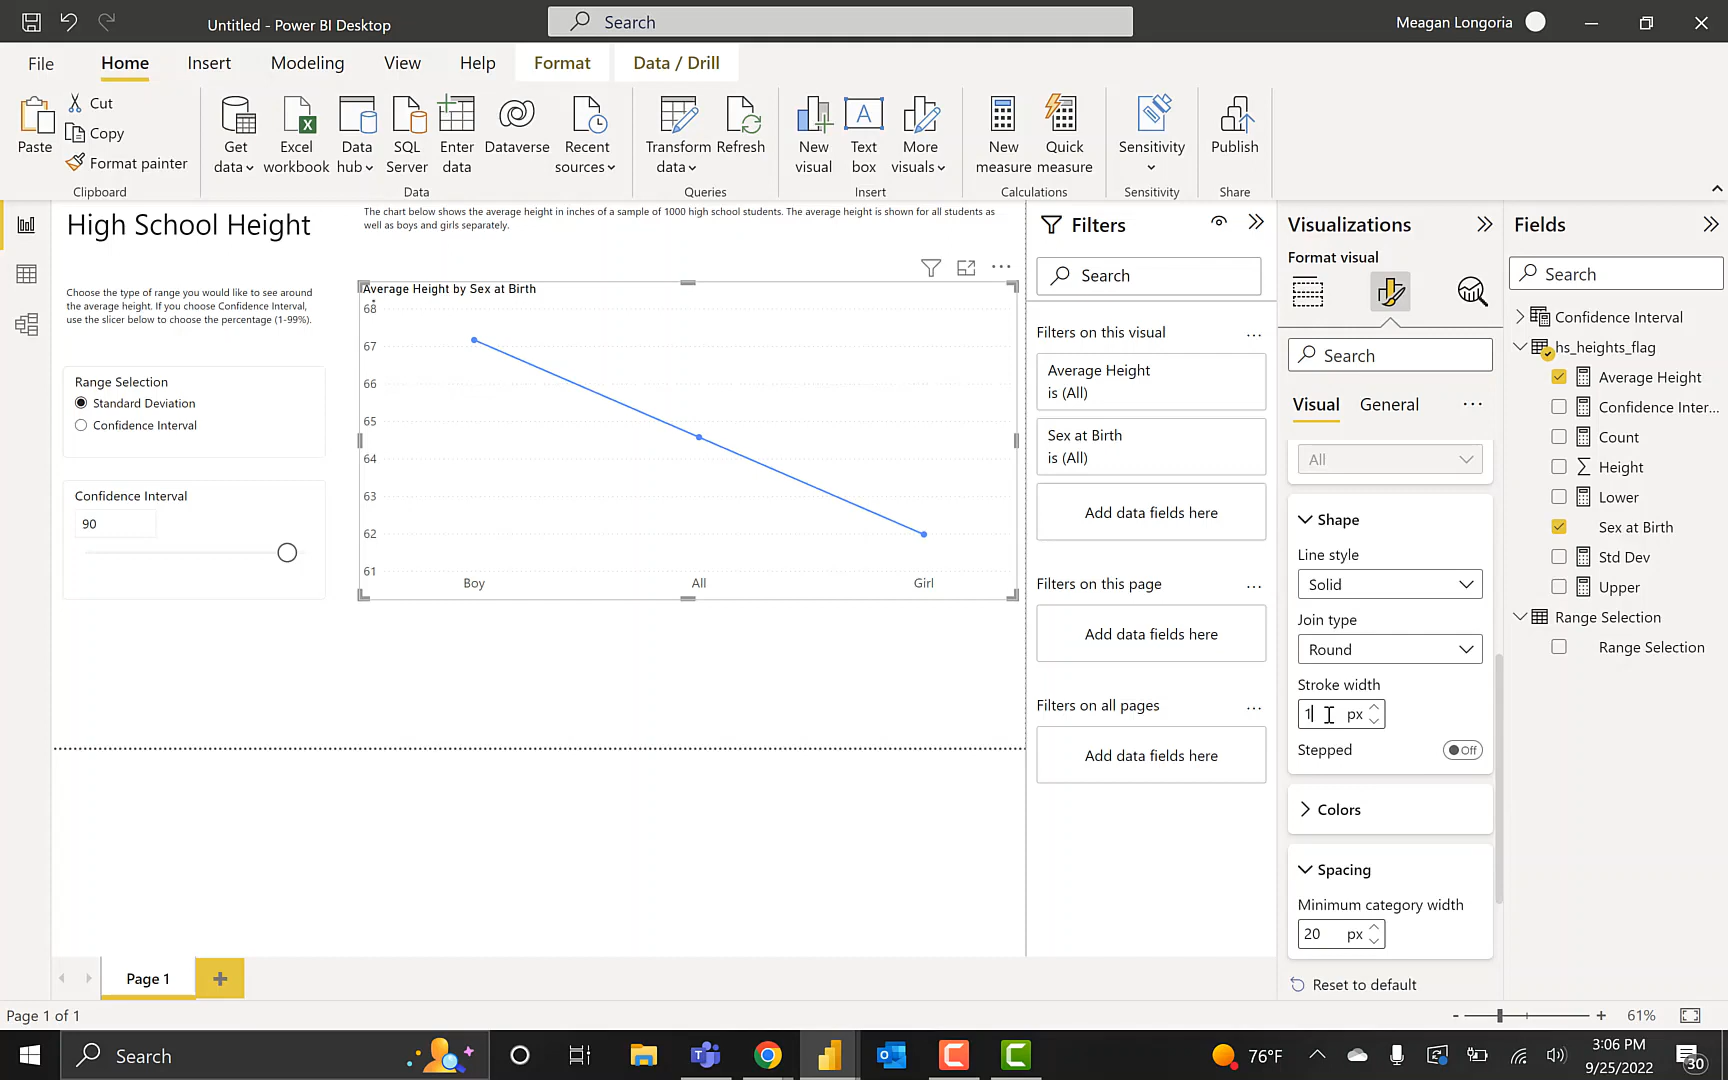 Untitled - Power BI Desktop
Search
Meagan Longoria
File
Home
Insert
Modeling
View
Help
Format
Data / Drill
Paste
Cut
Copy
Format painter
Clipboard
Get
data
Excel
workbook
Data
hub
SQL
Server
Enter
data
Dataverse
Recent
sources
Data
Transform
data
Refresh
Queries
New
visual
Text
box
More
visuals
Insert
New
measure
Quick
measure
Calculations
Sensitivity
Sensitivity
Publish
Share
High School Height
The chart below shows the average height in inches of a sample of 1000 high school students. The average height is shown for all students as
well as boys and girls separately.
Choose the type of range you would like to see around
the average height. If you choose Confidence Interval,
use the slicer below to choose the percentage (1-99%).
Range Selection
Standard Deviation
Confidence Interval
Confidence Interval
90
Average Height by Sex at Birth
68
67
66
65
64
63
62
61
Boy
All
Girl
Filters
Search
Filters on this visual
Average Height
is (All)
Sex at Birth
is (All)
Add data fields here
Filters on this page
Add data fields here
Filters on all pages
Add data fields here
Visualizations
Format visual
Search
Visual
General
All
Shape
Line style
Solid
Join type
Round
Stroke width
1
px
Stepped
Off
Colors
Spacing
Minimum category width
20
px
Reset to default
Fields
Search
Confidence Interval
hs_heights_flag
Average Height
Confidence Inter...
Count
Height
Lower
Sex at Birth
Std Dev
Upper
Range Selection
Range Selection
Page 1
Page 1 of 1
61%
Search
76°F
3:06 PM
9/25/2022
30